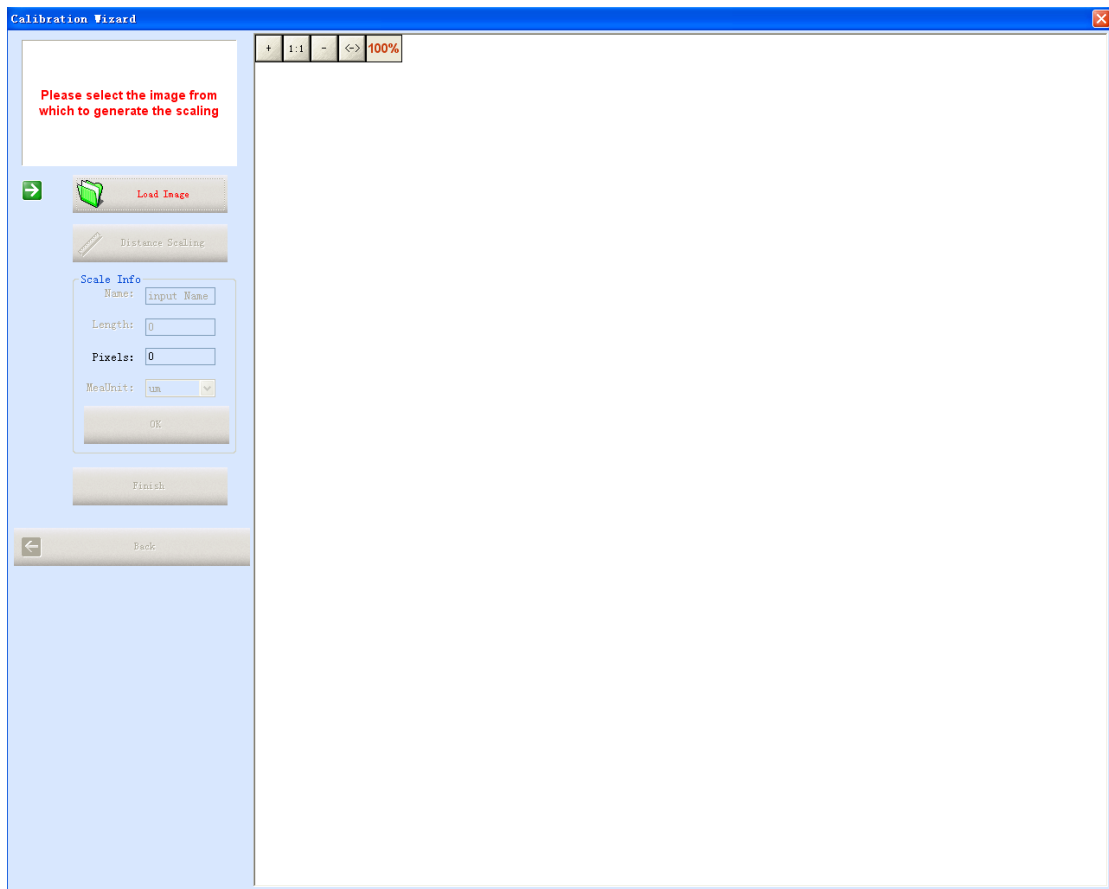 Calibration Wizard
Please select the image from
which to generate the scaling
+ 1:1 - <-> 100%
Load Image
Distance Scaling
Scale Info
Name: input Name
Length: 0
Pixels: 0
MeaUnit: um
OK
Finish
Back